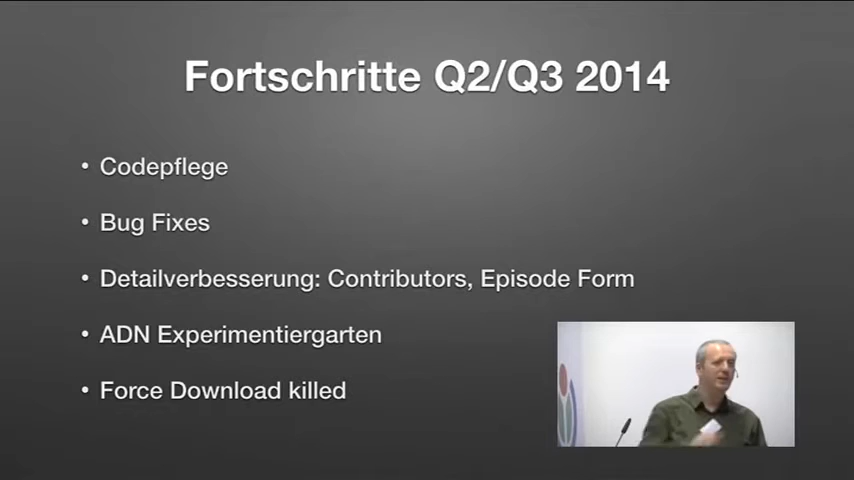 Fortschritte Q2/Q3 2014
• Codepflege
• Bug Fixes
• Detailverbesserung: Contributors, Episode Form
• ADN Experimentiergarten
• Force Download killed